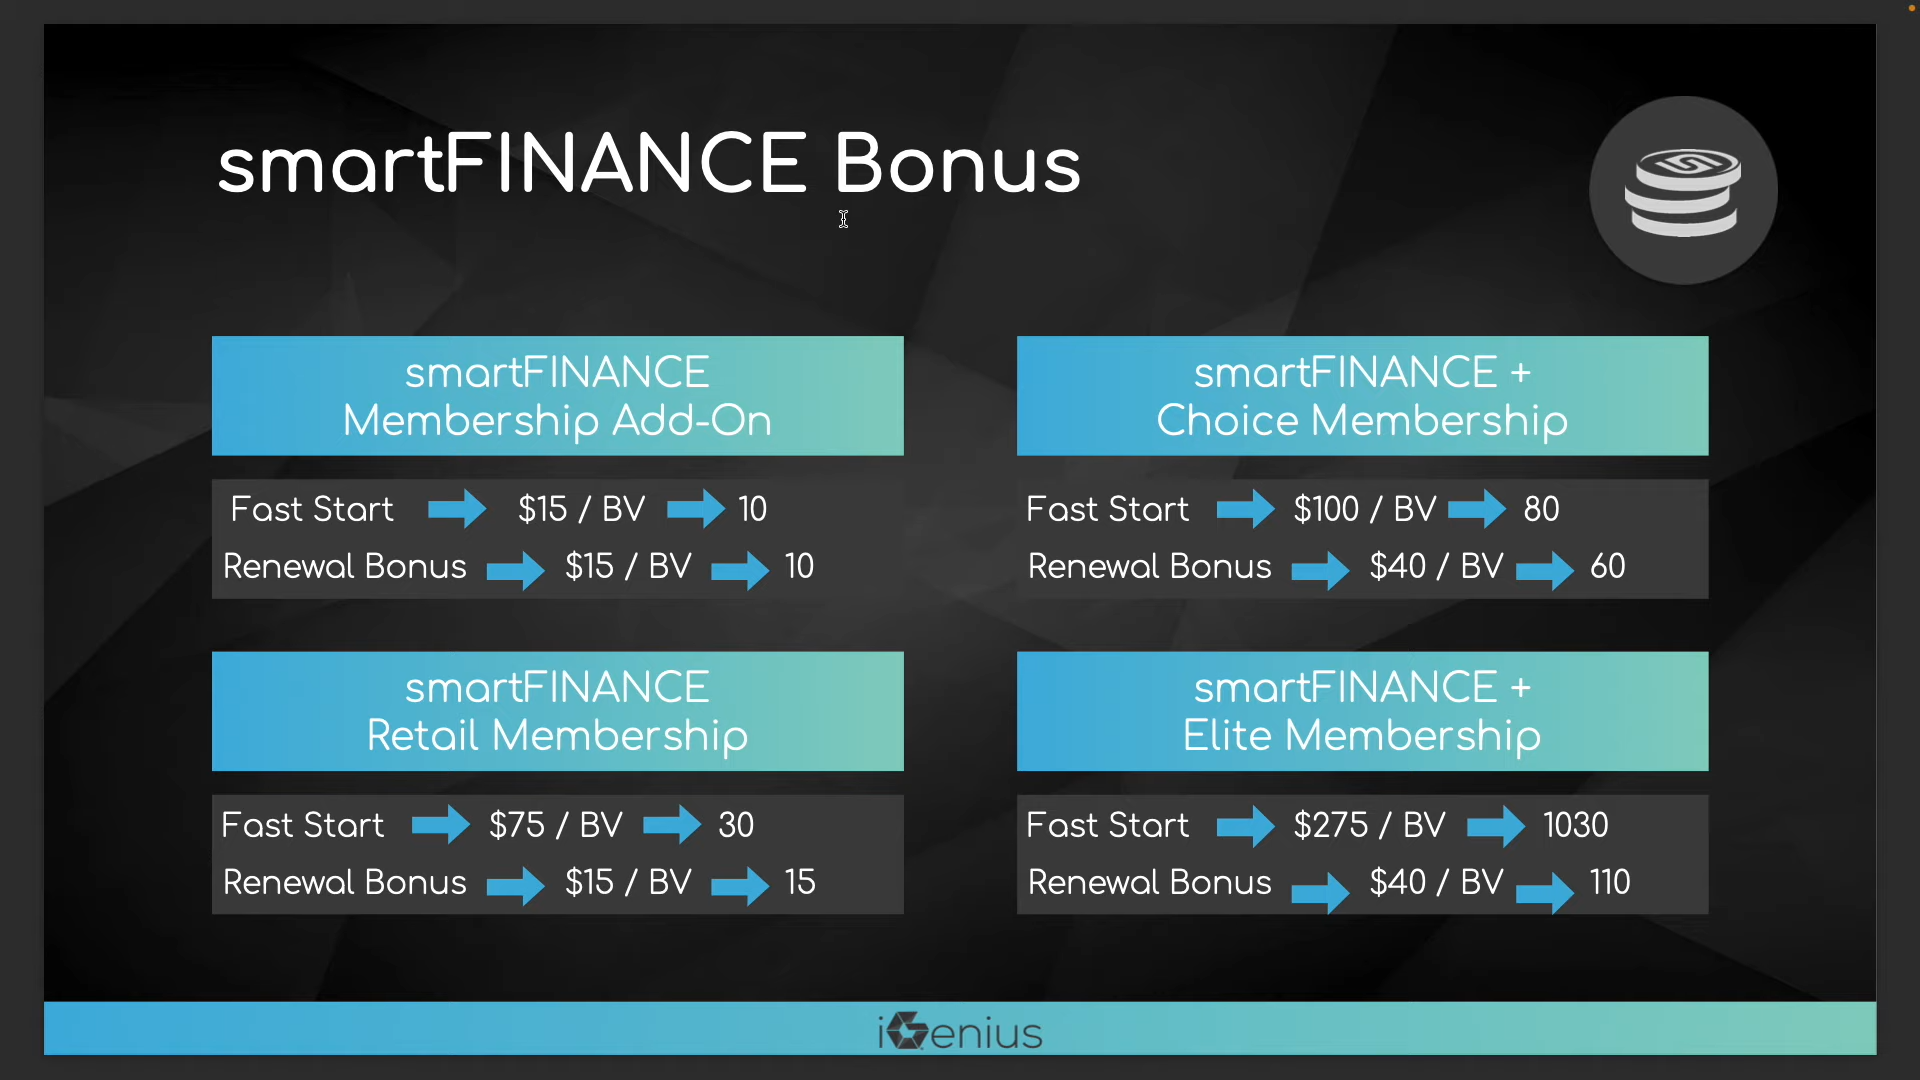 smartFINANCE Bonus
smartFINANCE
Membership Add-On
Fast Start $15 / BV 10
Renewal Bonus $15 / BV 10
smartFINANCE +
Choice Membership
Fast Start $100 / BV 80
Renewal Bonus $40 / BV 60
smartFINANCE
Retail Membership
Fast Start $75 / BV 30
Renewal Bonus $15 / BV 15
smartFINANCE +
Elite Membership
Fast Start $275 / BV 1030
Renewal Bonus $40 / BV 110
iGenius